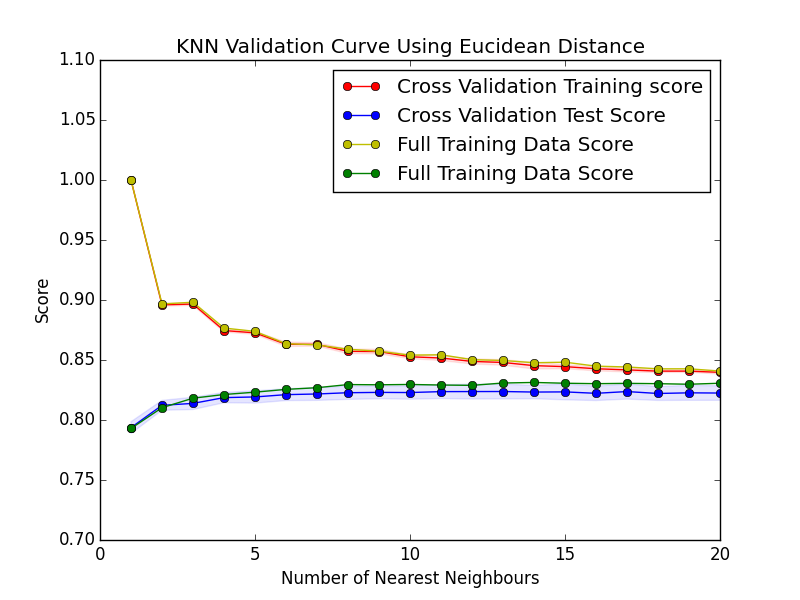 KNN Validation Curve Using Eucidean Distance
Cross Validation Training score
Cross Validation Test Score
Full Training Data Score
Full Training Data Score
1.10
1.05
1.00
0.95
0.90
0.85
0.80
0.75
0.70
Score
0 5 10 15 20
Number of Nearest Neighbours